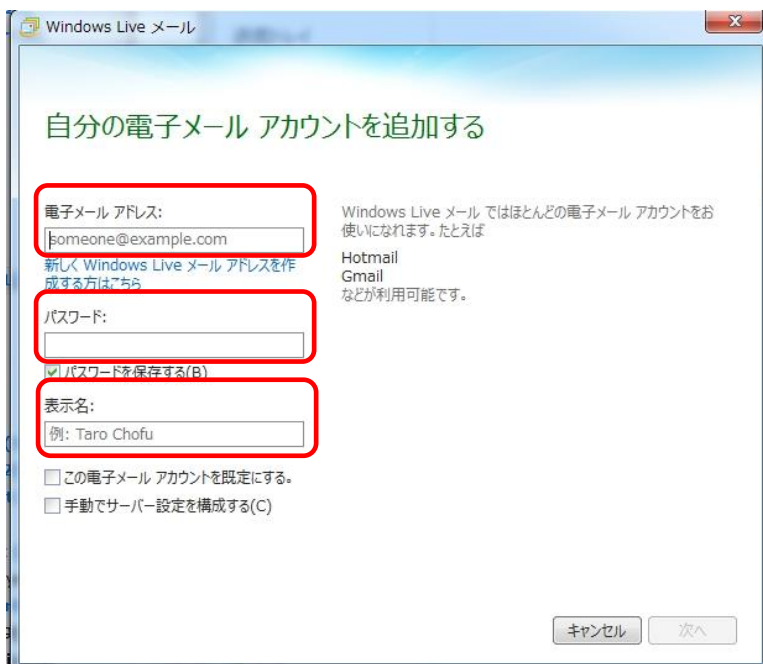 Windows Live メール
自分の電子メール アカウントを追加する
電子メール アドレス:
someone@example.com
新しく Windows Live メール アドレスを作
成する方はこちら
パスワード:
パスワードを保存する(B)
表示名:
例: Taro Chofu
この電子メール アカウントを既定にする。
手動でサーバー設定を構成する(C)
Windows Live メール ではほとんどの電子メール アカウントをお
使いになれます。たとえば
Hotmail
Gmail
などが利用可能です。
キャンセル
次へ